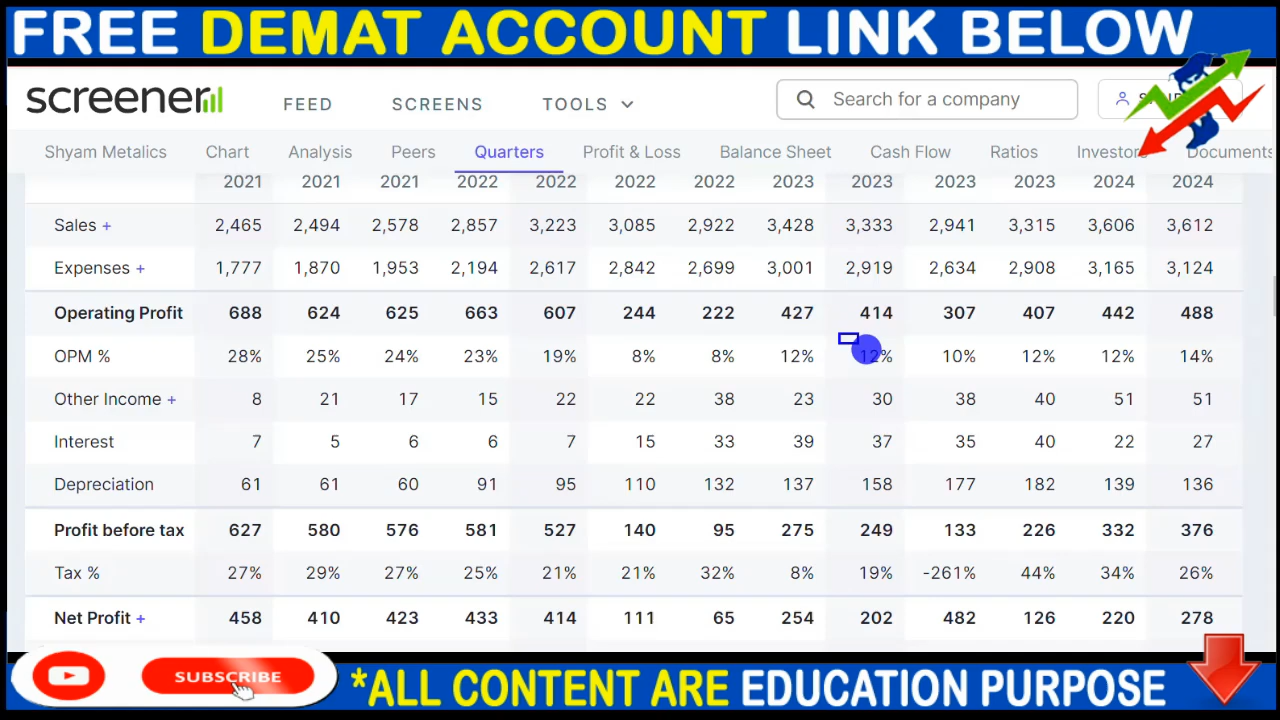 FREE DEMAT ACCOUNT LINK BELOW
screener FEED SCREENS TOOLS Search for a company
Shyam Metalics Chart Analysis Peers Quarters Profit & Loss Balance Sheet Cash Flow Ratios Investors Documents
2021 2021 2021 2022 2022 2022 2022 2023 2023 2023 2023 2024 2024
Sales + 2,465 2,494 2,578 2,857 3,223 3,085 2,922 3,428 3,333 2,941 3,315 3,606 3,612
Expenses + 1,777 1,870 1,953 2,194 2,617 2,842 2,699 3,001 2,919 2,634 2,908 3,165 3,124
Operating Profit 688 624 625 663 607 244 222 427 414 307 407 442 488
OPM % 28% 25% 24% 23% 19% 8% 8% 12% 12% 10% 12% 12% 14%
Other Income + 8 21 17 15 22 22 38 23 30 38 40 51 51
Interest 7 5 6 6 7 15 33 39 37 35 40 22 27
Depreciation 61 61 60 91 95 110 132 137 158 177 182 139 136
Profit before tax 627 580 576 581 527 140 95 275 249 133 226 332 376
Tax % 27% 29% 27% 25% 21% 21% 32% 8% 19% -261% 44% 34% 26%
Net Profit + 458 410 423 433 414 111 65 254 202 482 126 220 278
SUBSCRIBE
*ALL CONTENT ARE EDUCATION PURPOSE